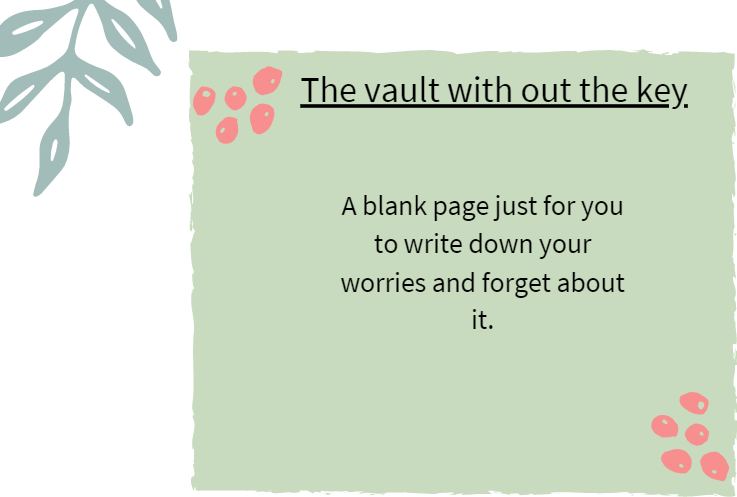 The vault with out the key
A blank page just for you
to write down your
worries and forget about
it.